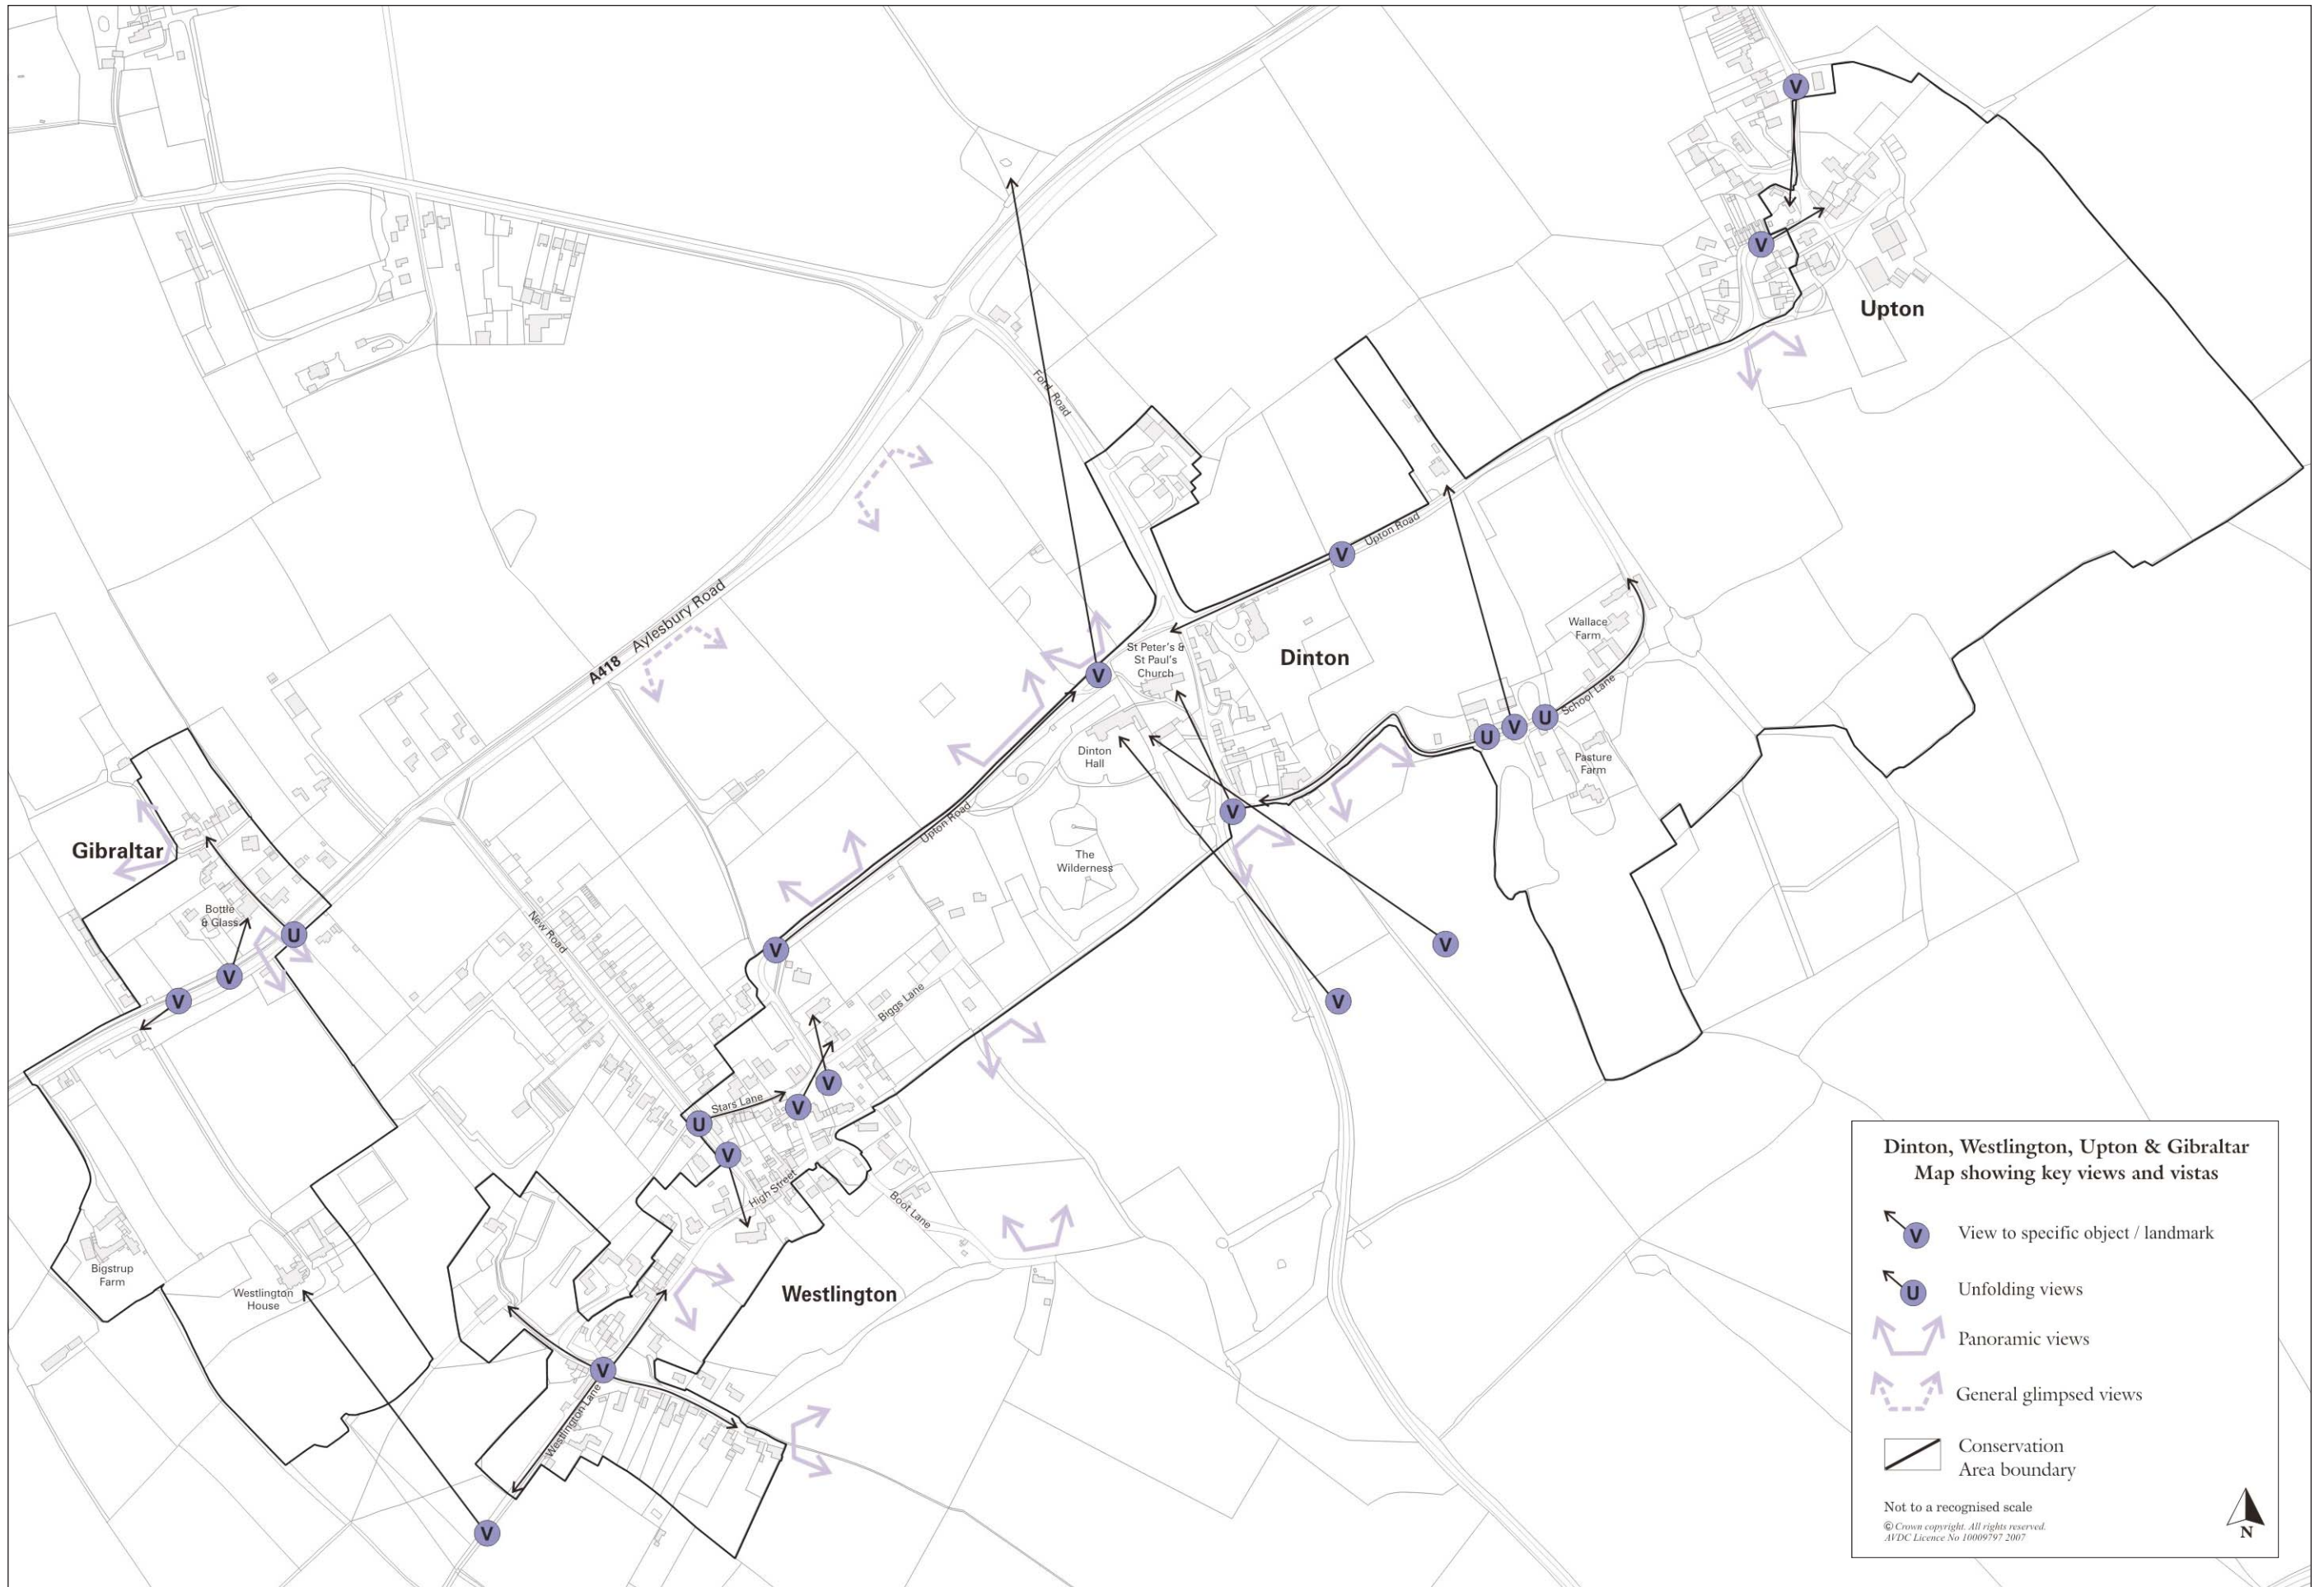 V
V
Upton
Ford Road
V
Upton Road
A418 Aylesbury Road
Wallace
Farm
St Peter's &
St Paul's
Church
Dinton
V
School Lane
U
V
U
Dinton
Hall
Pasture
Farm
V
Upton Road
Gibraltar
The
Wilderness
Bottle
& Glass
U
New Road
V
V
V
V
V
Biggs Lane
V
Stars Lane
V
U
V
High Street
Boot Lane
Bigstrup
Farm
Westlington
House
Westlington
V
Westlington Lane
V
Dinton, Westlington, Upton & Gibraltar
Map showing key views and vistas
V View to specific object / landmark
U Unfolding views
Panoramic views
General glimpsed views
Conservation
Area boundary
Not to a recognised scale
© Crown copyright. All rights reserved.
AVDC Licence No 10009797 2007
N